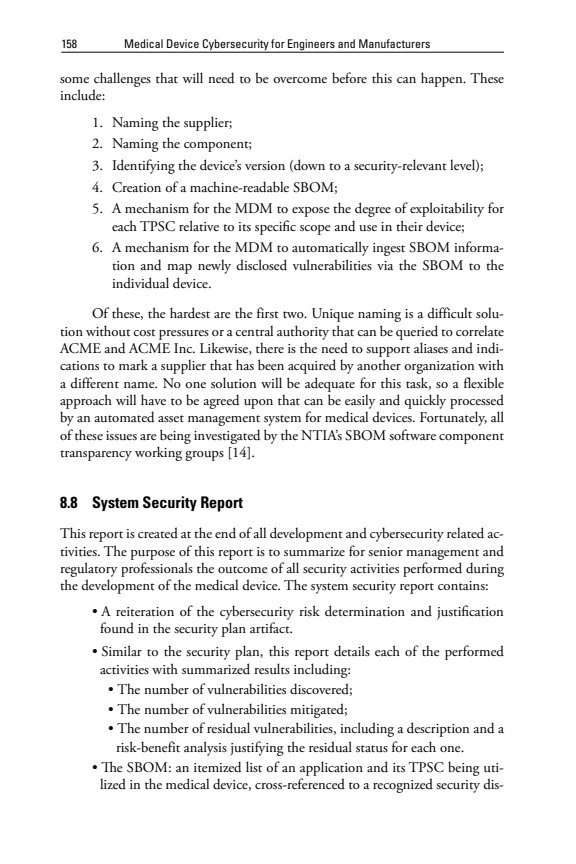 158 Medical Device Cybersecurity for Engineers and Manufacturers
some challenges that will need to be overcome before this can happen. These
include:
1. Naming the supplier;
2. Naming the component;
3. Identifying the device's version (down to a security-relevant level);
4. Creation of a machine-readable SBOM;
5. A mechanism for the MDM to expose the degree of exploitability for
each TPSC relative to its specific scope and use in their device;
6. A mechanism for the MDM to automatically ingest SBOM informa-
tion and map newly disclosed vulnerabilities via the SBOM to the
individual device.
Of these, the hardest are the first two. Unique naming is a difficult solu-
tion without cost pressures or a central authority that can be queried to correlate
ACME and ACME Inc. Likewise, there is the need to support aliases and indi-
cations to mark a supplier that has been acquired by another organization with
a different name. No one solution will be adequate for this task, so a flexible
approach will have to be agreed upon that can be easily and quickly processed
by an automated asset management system for medical devices. Fortunately, all
of these issues are being investigated by the NTIA's SBOM software component
transparency working groups [14].
8.8 System Security Report
This report is created at the end of all development and cybersecurity related ac-
tivities. The purpose of this report is to summarize for senior management and
regulatory professionals the outcome of all security activities performed during
the development of the medical device. The system security report contains:
• A reiteration of the cybersecurity risk determination and justification
found in the security plan artifact.
• Similar to the security plan, this report details each of the performed
activities with summarized results including:
• The number of vulnerabilities discovered;
• The number of vulnerabilities mitigated;
• The number of residual vulnerabilities, including a description and a
risk-benefit analysis justifying the residual status for each one.
• The SBOM: an itemized list of an application and its TPSC being uti-
lized in the medical device, cross-referenced to a recognized security dis-